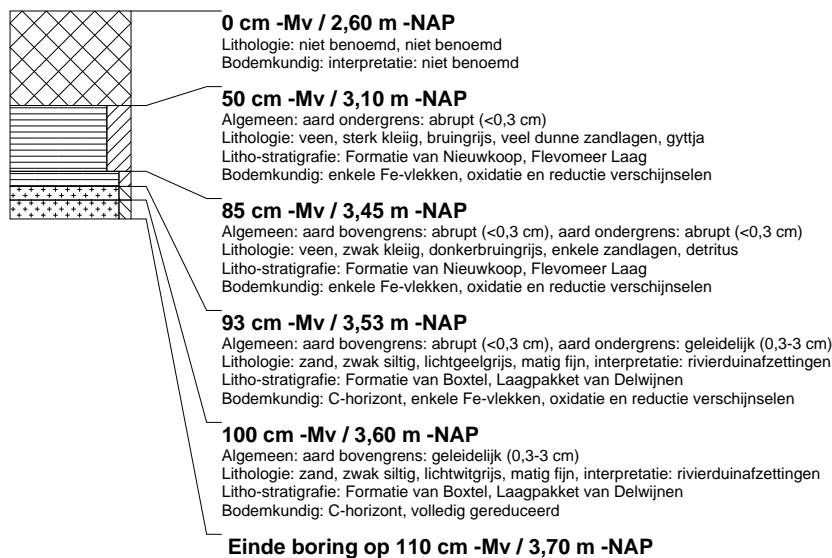 0 cm -Mv / 2,60 m -NAP
Lithologie: niet benoemd, niet benoemd
Bodemkundig: interpretatie: niet benoemd
50 cm -Mv / 3,10 m -NAP
Algemeen: aard ondergrens: abrupt (<0,3 cm)
Lithologie: veen, sterk kleiig, bruingrijs, veel dunne zandlagen, gyttja
Litho-stratigrafie: Formatie van Nieuwkoop, Flevomeer Laag
Bodemkundig: enkele Fe-vlekken, oxidatie en reductie verschijnselen
85 cm -Mv / 3,45 m -NAP
Algemeen: aard bovengrens: abrupt (<0,3 cm), aard ondergrens: abrupt (<0,3 cm)
Lithologie: veen, zwak kleiig, donkerbruingrijs, enkele zandlagen, detritus
Litho-stratigrafie: Formatie van Nieuwkoop, Flevomeer Laag
Bodemkundig: enkele Fe-vlekken, oxidatie en reductie verschijnselen
93 cm -Mv / 3,53 m -NAP
Algemeen: aard bovengrens: abrupt (<0,3 cm), aard ondergrens: geleidelijk (0,3-3 cm)
Lithologie: zand, zwak siltig, lichtgeelgrijs, matig fijn, interpretatie: rivierduinafzettingen
Litho-stratigrafie: Formatie van Boxtel, Laagpakket van Delwijnen
Bodemkundig: C-horizont, enkele Fe-vlekken, oxidatie en reductie verschijnselen
100 cm -Mv / 3,60 m -NAP
Algemeen: aard bovengrens: geleidelijk (0,3-3 cm)
Lithologie: zand, zwak siltig, lichtwitgrijs, matig fijn, interpretatie: rivierduinafzettingen
Litho-stratigrafie: Formatie van Boxtel, Laagpakket van Delwijnen
Bodemkundig: C-horizont, volledig gereduceerd
Einde boring op 110 cm -Mv / 3,70 m -NAP